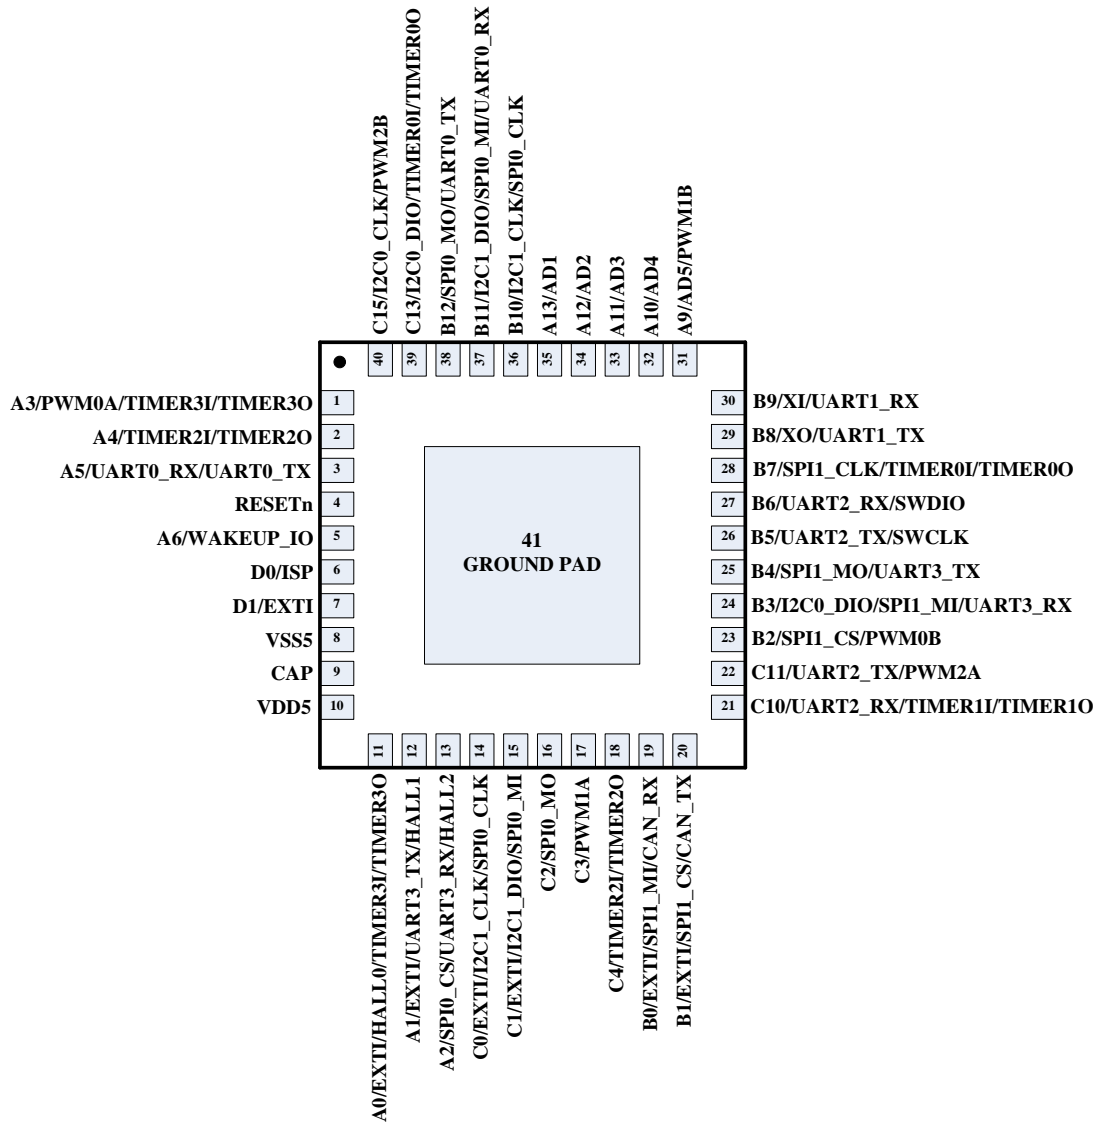 C15/I2C0_CLK/PWM2B
C13/I2C0_DIO/TIMER0I/TIMER0O
B12/SPI0_MO/UART0_TX
B11/I2C1_DIO/SPI0_MI/UART0_RX
B10/I2C1_CLK/SPI0_CLK
A13/AD1
A12/AD2
A11/AD3
A10/AD4
A9/AD5/PWM1B
40
39
38
37
36
35
34
33
32
31
A3/PWM0A/TIMER3I/TIMER3O
1
A4/TIMER2I/TIMER2O
2
A5/UART0_RX/UART0_TX
3
RESETn
4
A6/WAKEUP_IO
5
D0/ISP
6
D1/EXTI
7
VSS5
8
CAP
9
VDD5
10
41
GROUND PAD
30
B9/XI/UART1_RX
29
B8/XO/UART1_TX
28
B7/SPI1_CLK/TIMER0I/TIMER0O
27
B6/UART2_RX/SWDIO
26
B5/UART2_TX/SWCLK
25
B4/SPI1_MO/UART3_TX
24
B3/I2C0_DIO/SPI1_MI/UART3_RX
23
B2/SPI1_CS/PWM0B
22
C11/UART2_TX/PWM2A
21
C10/UART2_RX/TIMER1I/TIMER1O
11
12
13
14
15
16
17
18
19
20
A0/EXTI/HALL0/TIMER3I/TIMER3O
A1/EXTI/UART3_TX/HALL1
A2/SPI0_CS/UART3_RX/HALL2
C0/EXTI/I2C1_CLK/SPI0_CLK
C1/EXTI/I2C1_DIO/SPI0_MI
C2/SPI0_MO
C3/PWM1A
C4/TIMER2I/TIMER2O
B0/EXTI/SPI1_MI/CAN_RX
B1/EXTI/SPI1_CS/CAN_TX